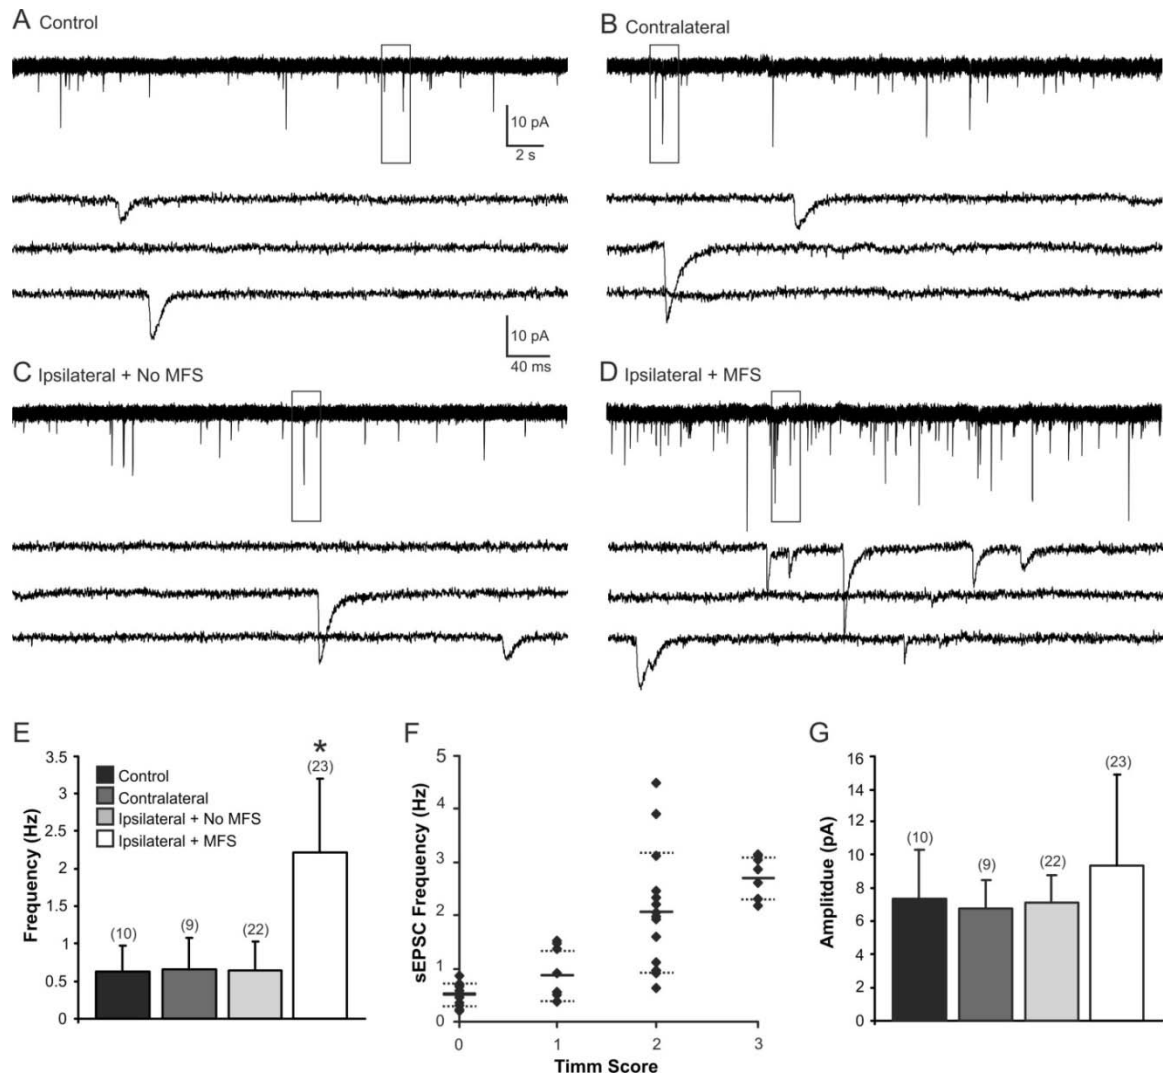 A Control
B Contralateral
10 pA
2 s
10 pA
40 ms
C Ipsilateral + No MFS
D Ipsilateral + MFS
E
Frequency (Hz)
3.5
3
2.5
2
1.5
1
0.5
0
Control
Contralateral
Ipsilateral + No MFS
Ipsilateral + MFS
(10)
(9)
(22)
*
(23)
F
sEPSC Frequency (Hz)
5
4
3
2
1
0
0 1 2 3
Timm Score
G
Amplitdue (pA)
16
14
12
10
8
6
4
2
0
(10)
(9)
(22)
(23)